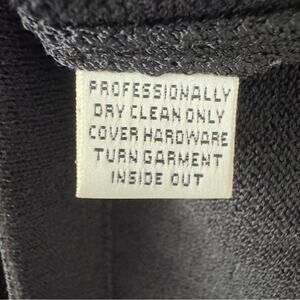 PROFESSIONALLY
DRY CLEAN ONLY
COVER HARDWARE
TURN GARMENT
INSIDE OUT